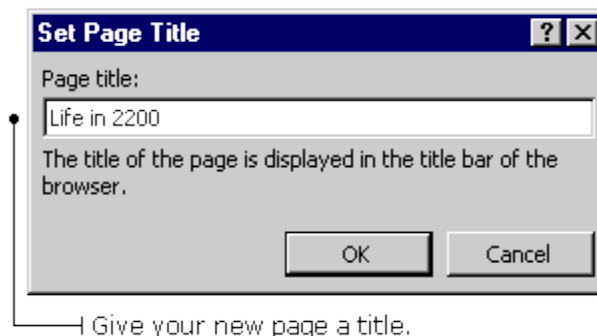 Set Page Title
Page title:
Life in 2200
The title of the page is displayed in the title bar of the
browser.
OK
Cancel
Give your new page a title.